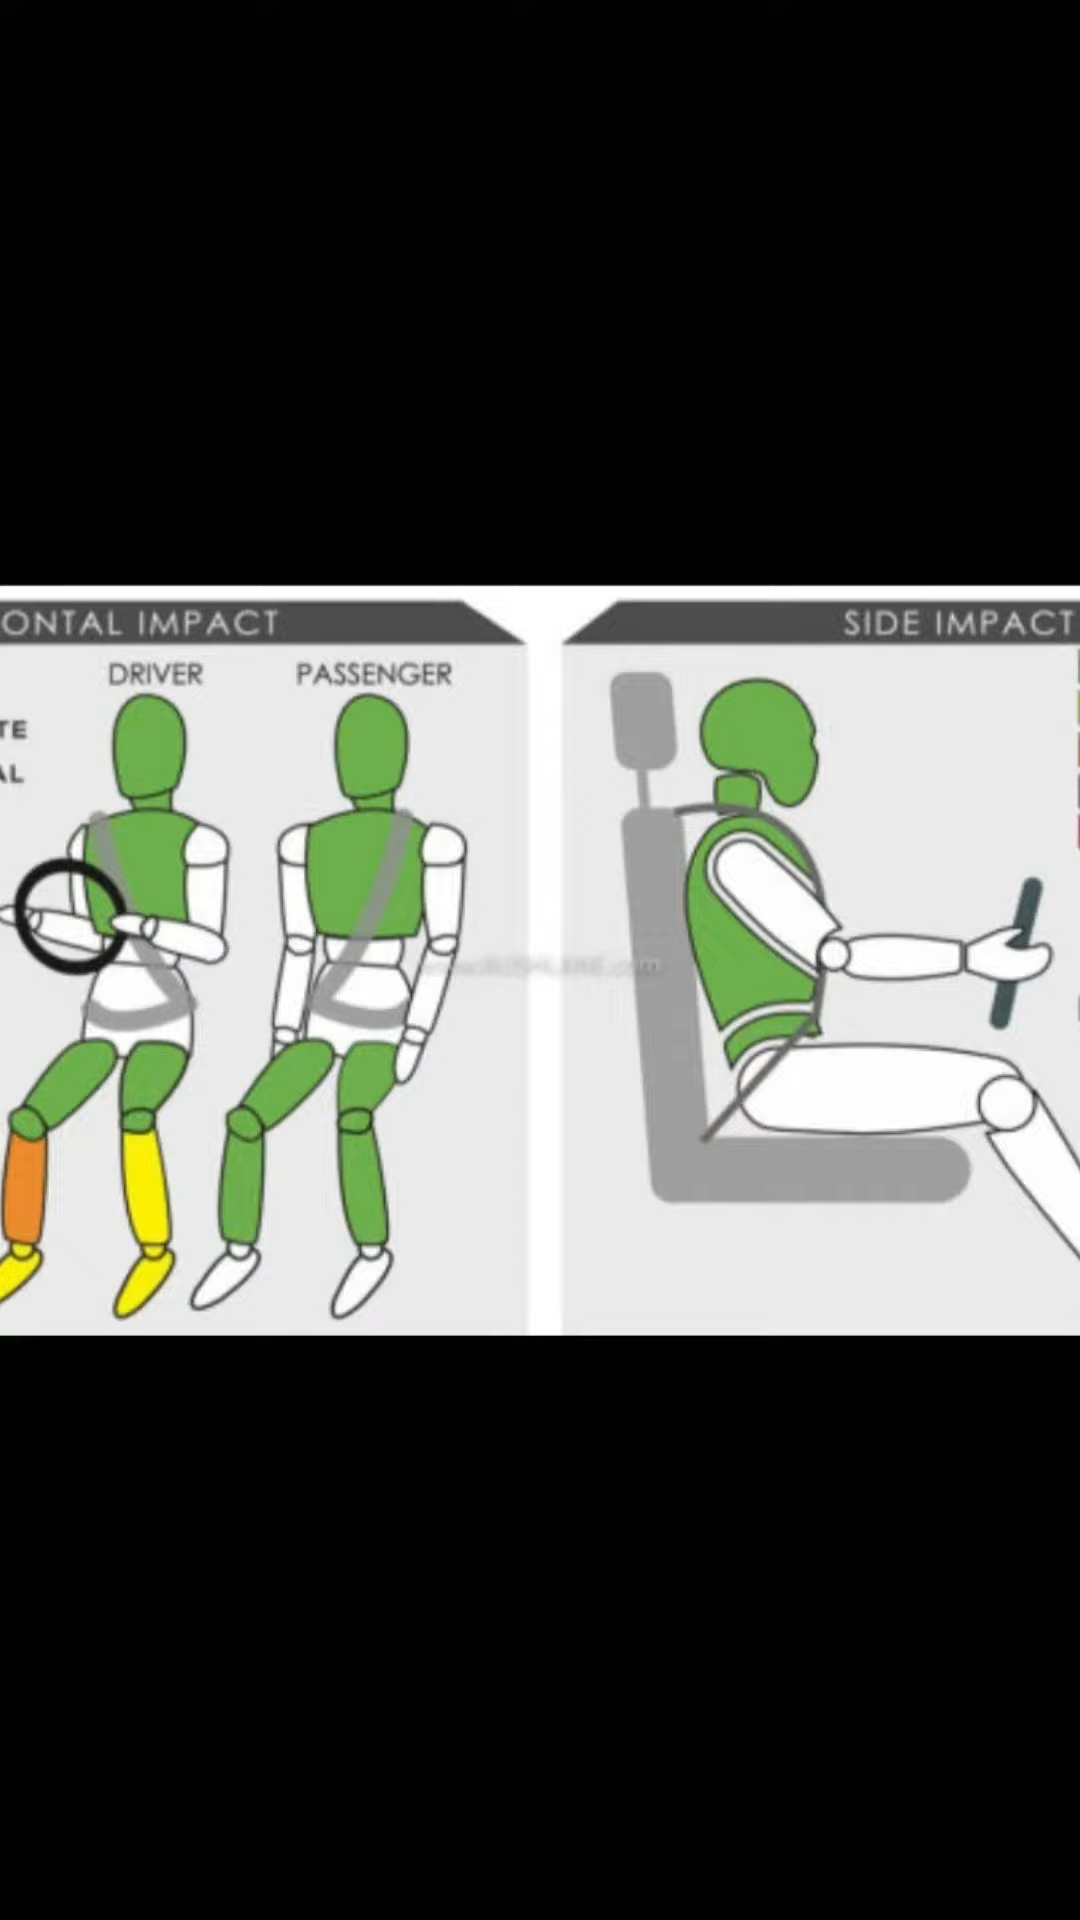 ONTAL IMPACT
SIDE IMPACT
DRIVER
PASSENGER
TE
AL